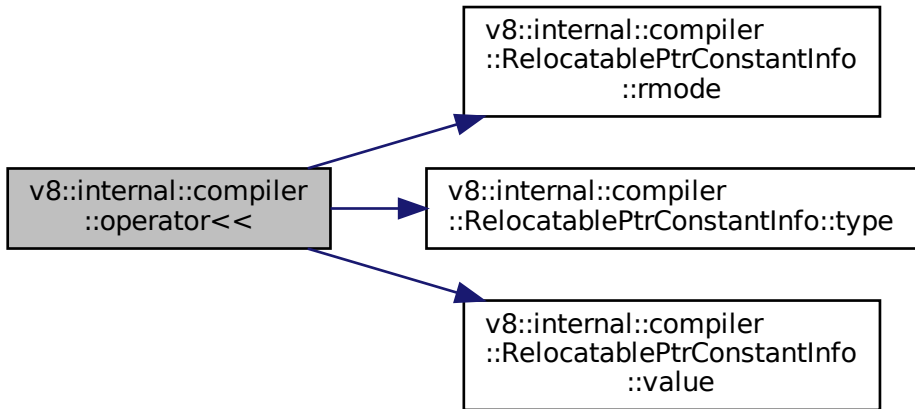 v8::internal::compiler
::RelocatablePtrConstantInfo
::rmode
v8::internal::compiler
::operator<<
v8::internal::compiler
::RelocatablePtrConstantInfo::type
v8::internal::compiler
::RelocatablePtrConstantInfo
::value